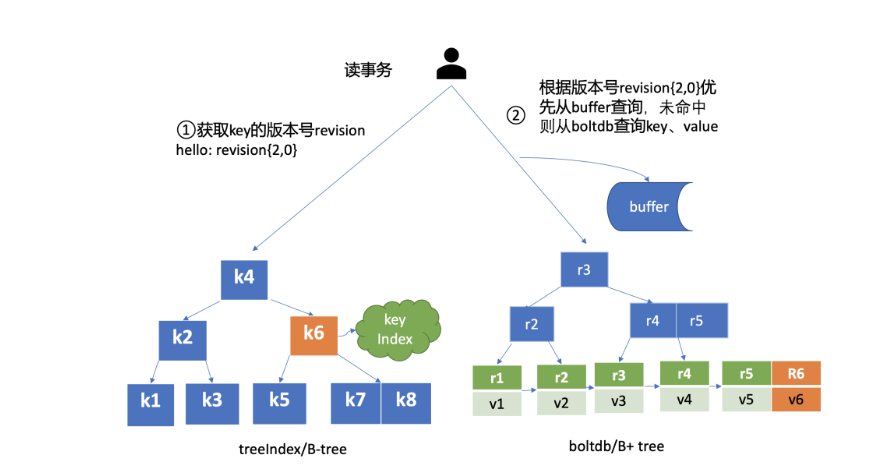 读事务
①获取key的版本号revision
hello: revision{2,0}
②
根据版本号revision{2,0}优
先从buffer查询，未命中
则从boltdb查询key、value
buffer
k4
k2
k6
key
Index
k1
k3
k5
k7
k8
treeIndex/B-tree
r3
r2
r4
r5
r1
r2
r3
r4
r5
R6
v1
v2
v3
v4
v5
v6
boltdb/B+ tree